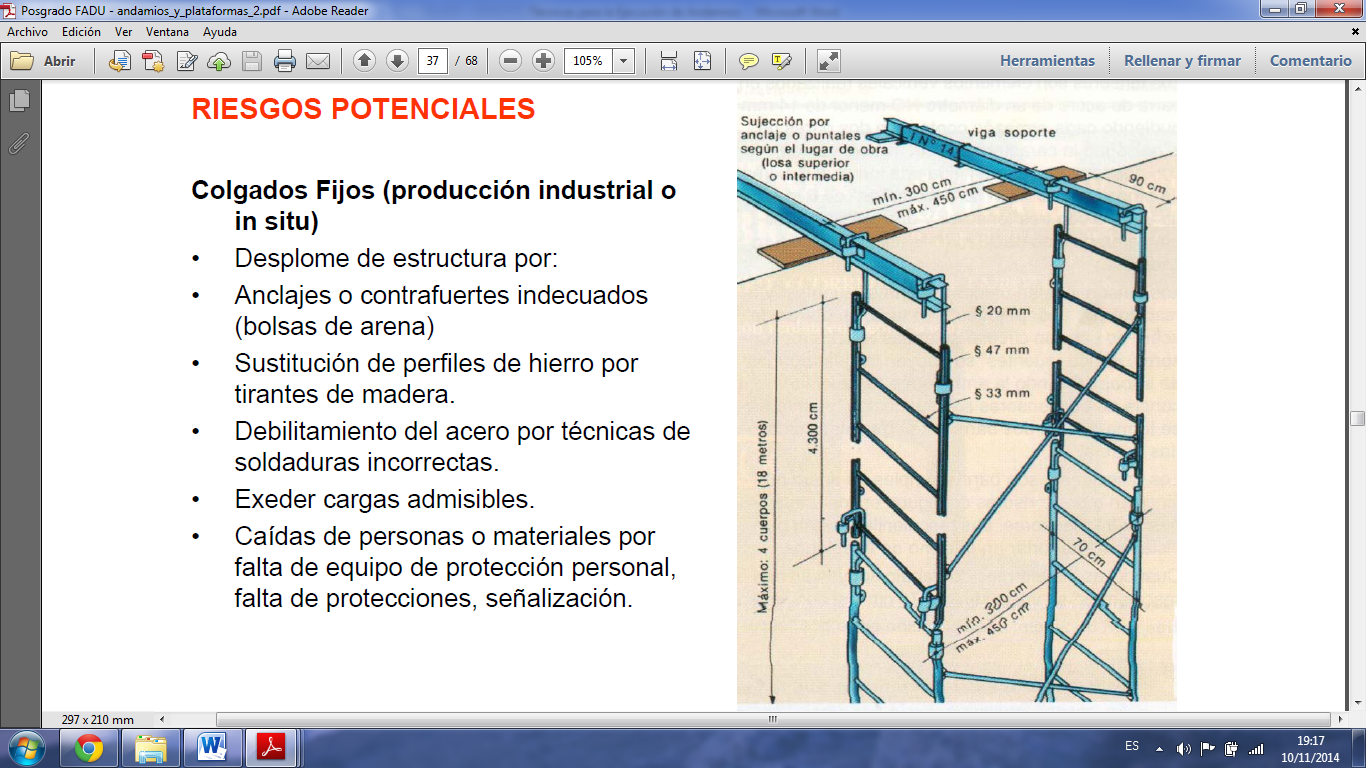 Posgrado FADU - andamios_y_plataformas_2.pdf - Adobe Reader
Archivo Edición Ver Ventana Ayuda
Abrir 37 / 68 105% Herramientas Rellenar y firmar Comentario
RIESGOS POTENCIALES
Colgados Fijos (producción industrial o
in situ)
• Desplome de estructura por:
• Anclajes o contrafuertes indecuados
(bolsas de arena)
• Sustitución de perfiles de hierro por
tirantes de madera.
• Debilitamiento del acero por técnicas de
soldaduras incorrectas.
• Exeder cargas admisibles.
• Caídas de personas o materiales por
falta de equipo de protección personal,
falta de protecciones, señalización.
Sujección por
anclaje o puntales
según el lugar de obra
(losa superior
o intermedia)
I Nº 14
viga soporte
90 cm
mín. 300 cm
máx. 450 cm
§ 20 mm
§ 47 mm
§ 33 mm
4.300 cm
Máximo: 4 cuerpos (18 metros)
70 cm
mín. 300 cm
máx. 450 cm
297 x 210 mm
ES
19:17
10/11/2014